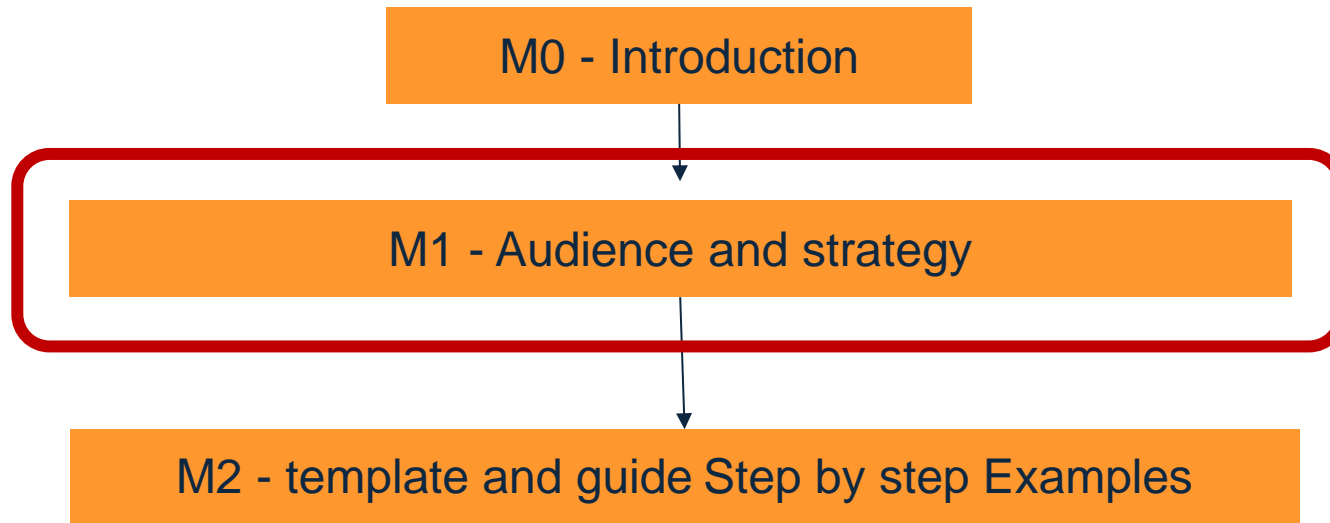 M0 - Introduction
M1 - Audience and strategy
M2 - template and guide Step by step Examples